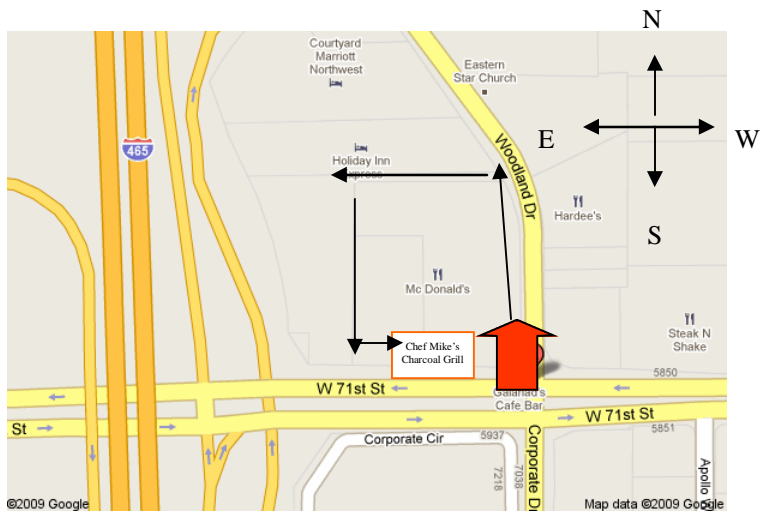 N
Courtyard
Marriott
Northwest
Eastern
Star Church
E
W
465
Holiday Inn
Express
Woodland Dr
Hardee's
S
Mc Donald's
Chef Mike's
Charcoal Grill
Steak N
Shake
5850
W 71st St
Galahad's
Cafe Bar
W 71st St
St
5851
Corporate Cir
5937
7218
7038
Corporate Dr
Apollo
©2009 Google
Map data ©2009 Google